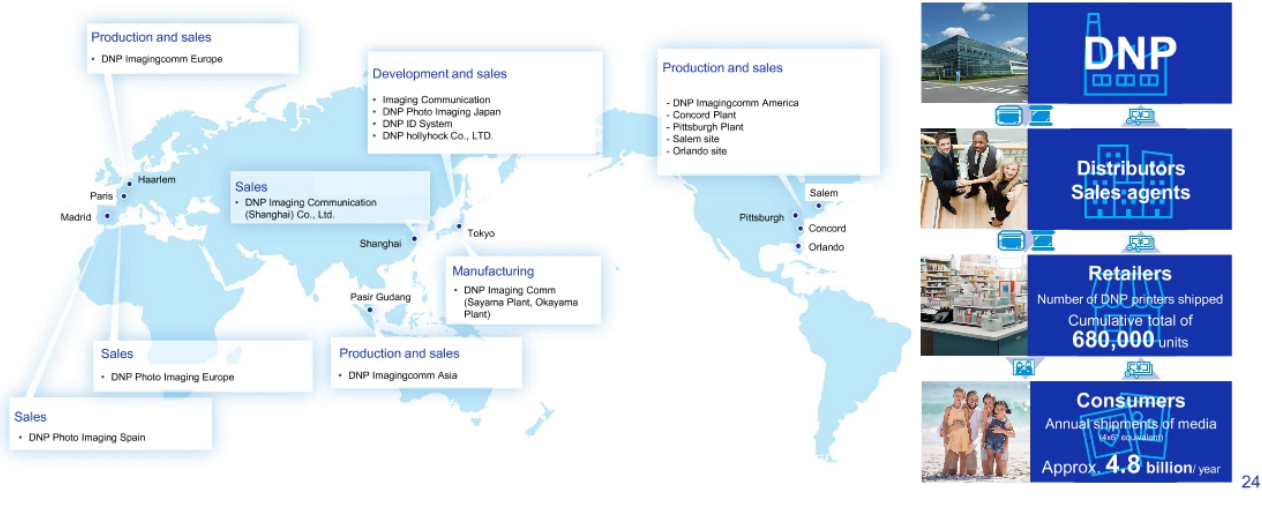 Production and sales
• DNP Imagingcomm Europe
Development and sales
• Imaging Communication
• DNP Photo Imaging Japan
• DNP ID System
• DNP hollyhock Co., LTD.
Production and sales
- DNP Imagingcomm America
- Concord Plant
- Pittsburgh Plant
- Salem site
- Orlando site
Haarlem
Paris
Madrid
Sales
• DNP Imaging Communication
(Shanghai) Co., Ltd.
Shanghai
Tokyo
Salem
Pittsburgh
Concord
Orlando
Manufacturing
• DNP Imaging Comm
(Sayama Plant, Okayama
Plant)
Pasir Gudang
Production and sales
• DNP Imagingcomm Asia
Sales
• DNP Photo Imaging Europe
Sales
• DNP Photo Imaging Spain
DNP
Distributors
Sales agents
Retailers
Number of DNP printers shipped
Cumulative total of
680,000 units
Consumers
Annual shipments of media
(4x6" equivalent)
Approx. 4.8 billion/ year
24